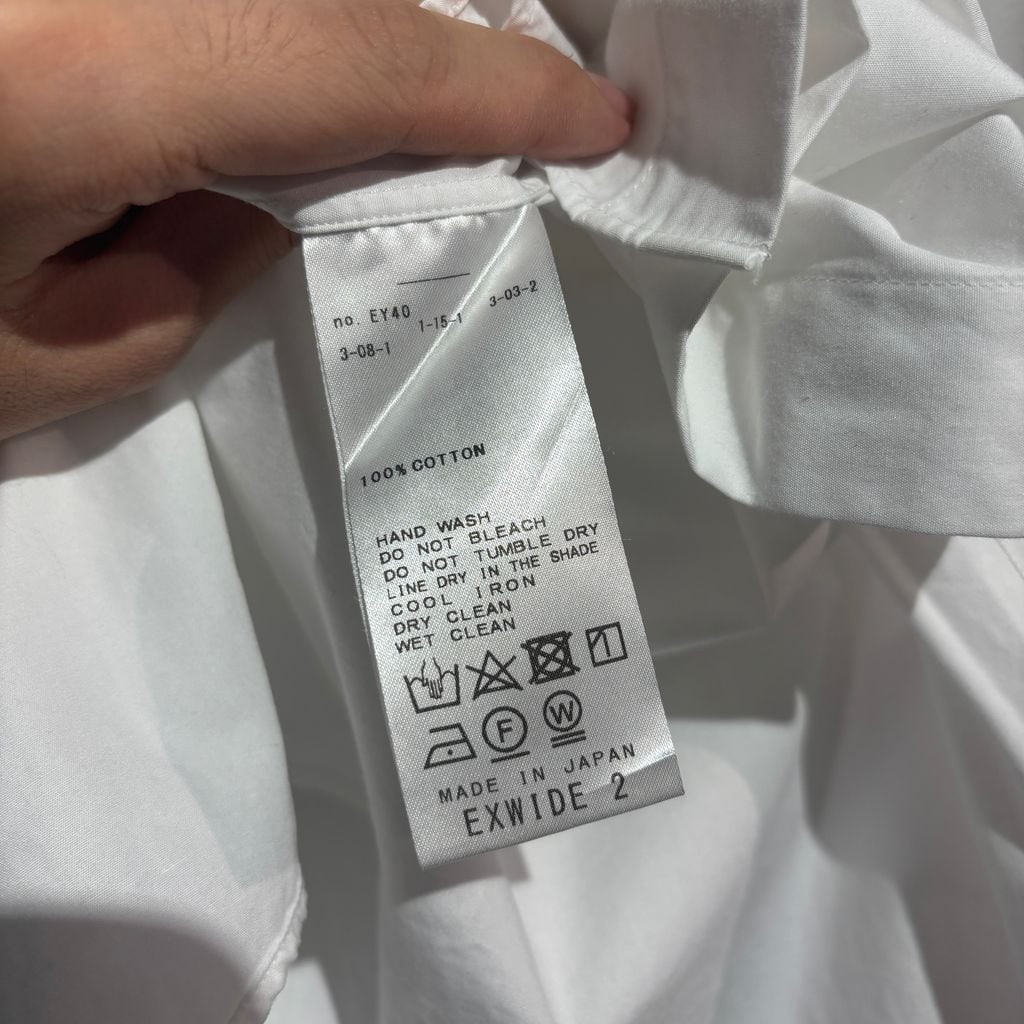 no. EY40
3-08-1 1-15-1 3-03-2
100% COTTON
HAND WASH
DO NOT BLEACH
DO NOT TUMBLE DRY
LINE DRY IN THE SHADE
COOL IRON
DRY CLEAN
WET CLEAN
F W
MADE IN JAPAN
EXWIDE 2